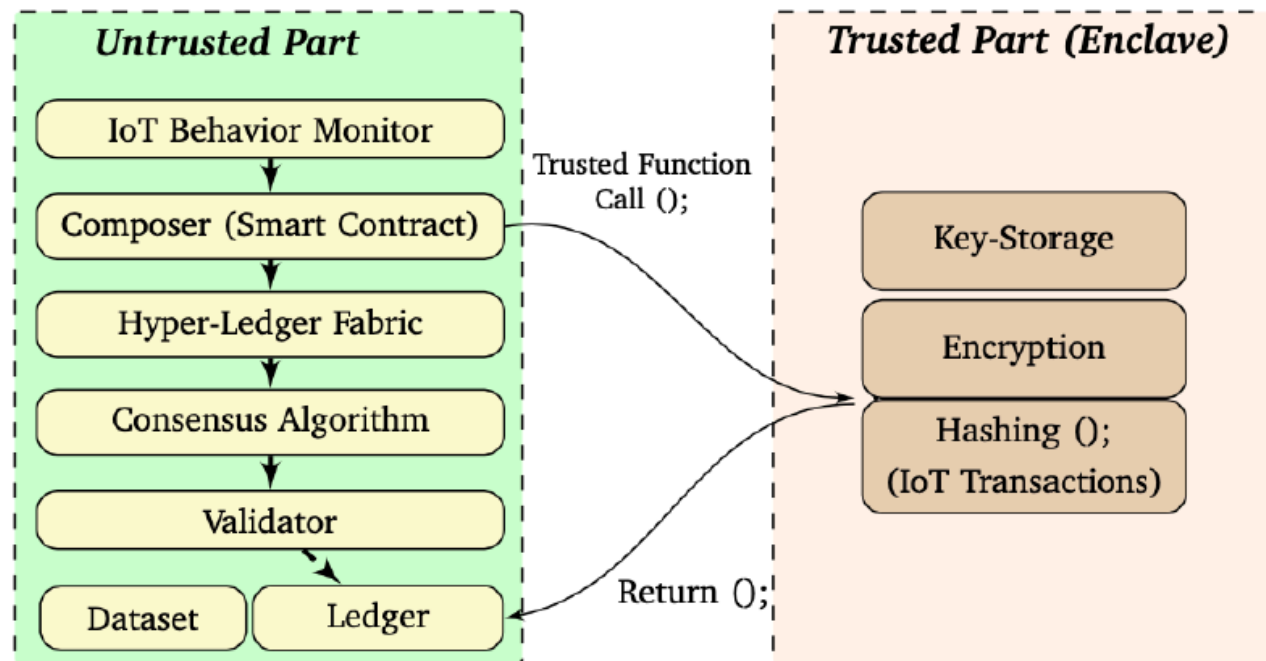 Untrusted Part
IoT Behavior Monitor
Composer (Smart Contract)
Hyper-Ledger Fabric
Consensus Algorithm
Validator
Dataset
Ledger
Trusted Function
Call ();
Return ();
Trusted Part (Enclave)
Key-Storage
Encryption
Hashing ();
(IoT Transactions)